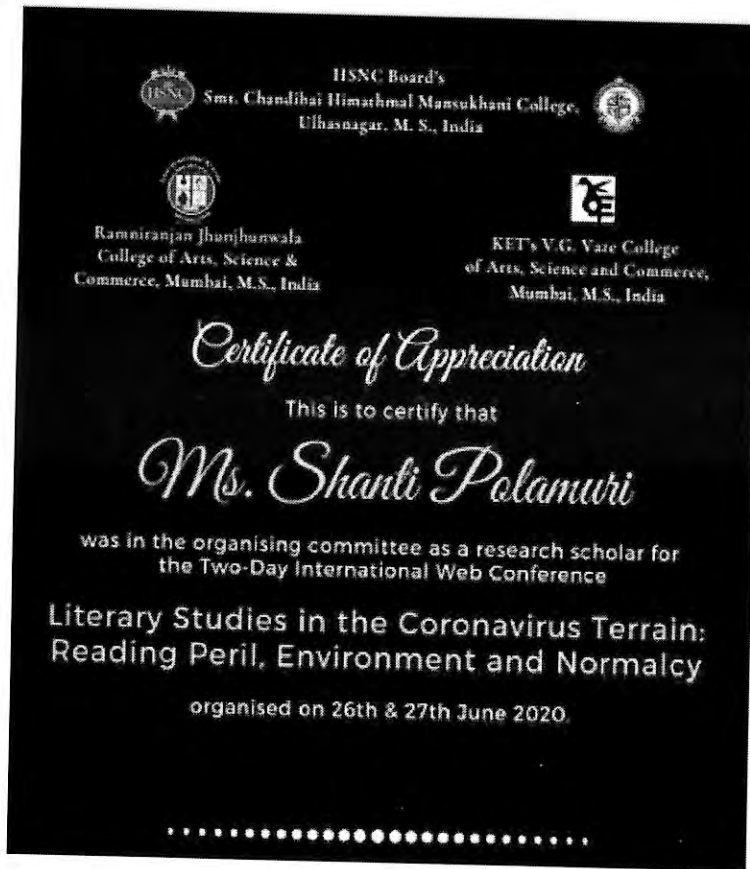 HSNC Board's
HSNC
Smt. Chandibai Himathmal Mansukhani College,
Ulhasnagar, M. S., India
Ramniranjan Jhunjhunwala
College of Arts, Science &
Commerce, Mumbai, M.S., India
KET's V.G. Vaze College
of Arts, Science and Commerce,
Mumbai, M.S., India
Certificate of Appreciation
This is to certify that
Ms. Shanti Polamuri
was in the organising committee as a research scholar for
the Two-Day International Web Conference
Literary Studies in the Coronavirus Terrain:
Reading Peril, Environment and Normalcy
organised on 26th & 27th June 2020.